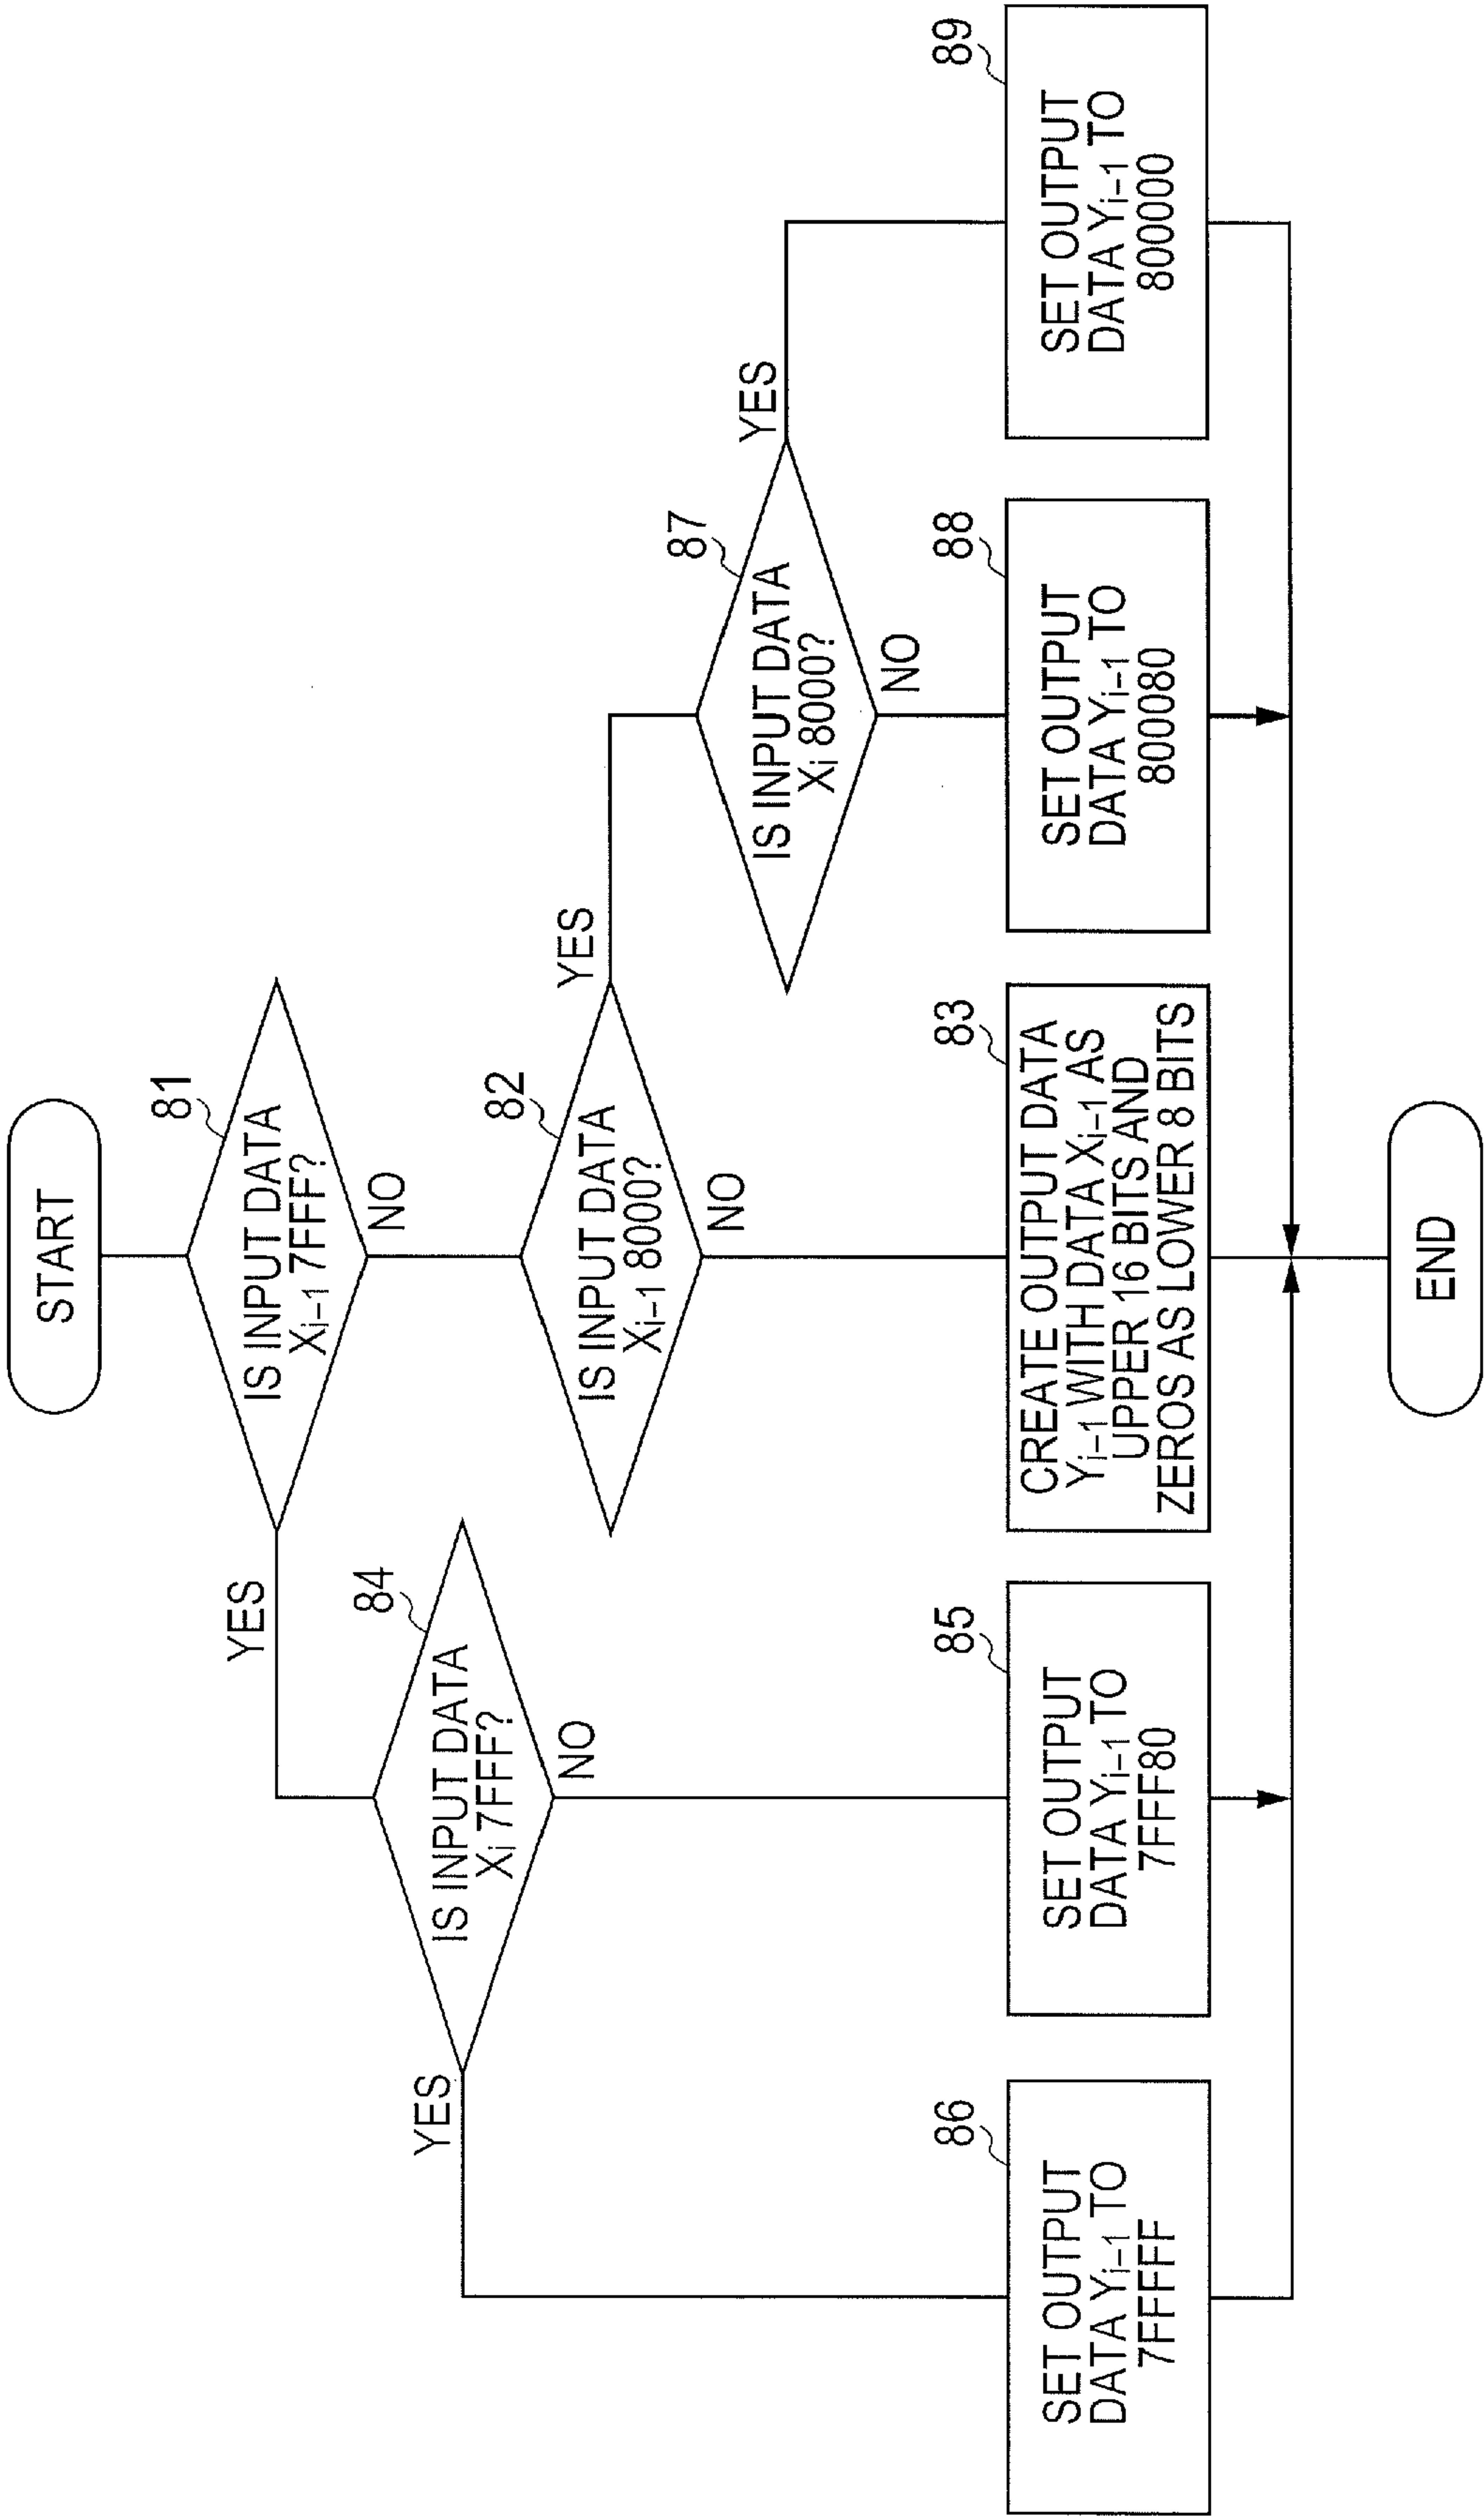 START
81
IS INPUT DATA
Xi-1 7FFF?
YES
NO
84
IS INPUT DATA
Xi 7FFF?
YES
NO
82
IS INPUT DATA
Xi-1 8000?
YES
NO
87
IS INPUT DATA
Xi 8000?
YES
NO
86
SET OUTPUT
DATA Yi-1 TO
7FFFFF
85
SET OUTPUT
DATA Yi-1 TO
7FFF80
83
CREATE OUTPUT DATA
Yi-1 WITH DATA Xi-1 AS
UPPER 16 BITS AND
ZEROS AS LOWER 8 BITS
88
SET OUTPUT
DATA Yi-1 TO
800080
89
SET OUTPUT
DATA Yi-1 TO
800000
END